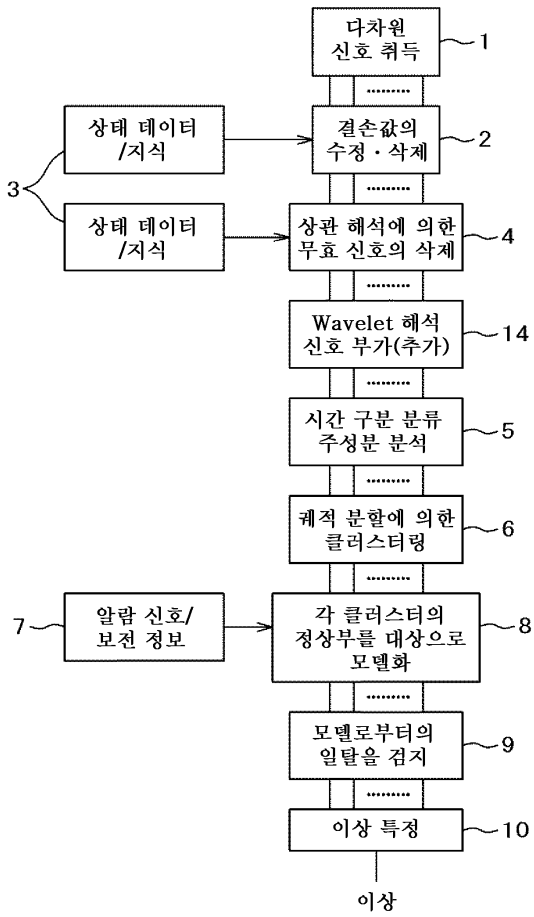 다차원
신호 취득
1
상태 데이터
/지식
결손값의
수정·삭제
2
3
상태 데이터
/지식
상관 해석에 의한
무효 신호의 삭제
4
Wavelet 해석
신호 부가(추가)
14
시간 구분 분류
주성분 분석
5
궤적 분할에 의한
클러스터링
6
7
알람 신호/
보전 정보
각 클러스터의
정상부를 대상으로
모델화
8
모델로부터의
일탈을 검지
9
이상 특정
10
이상